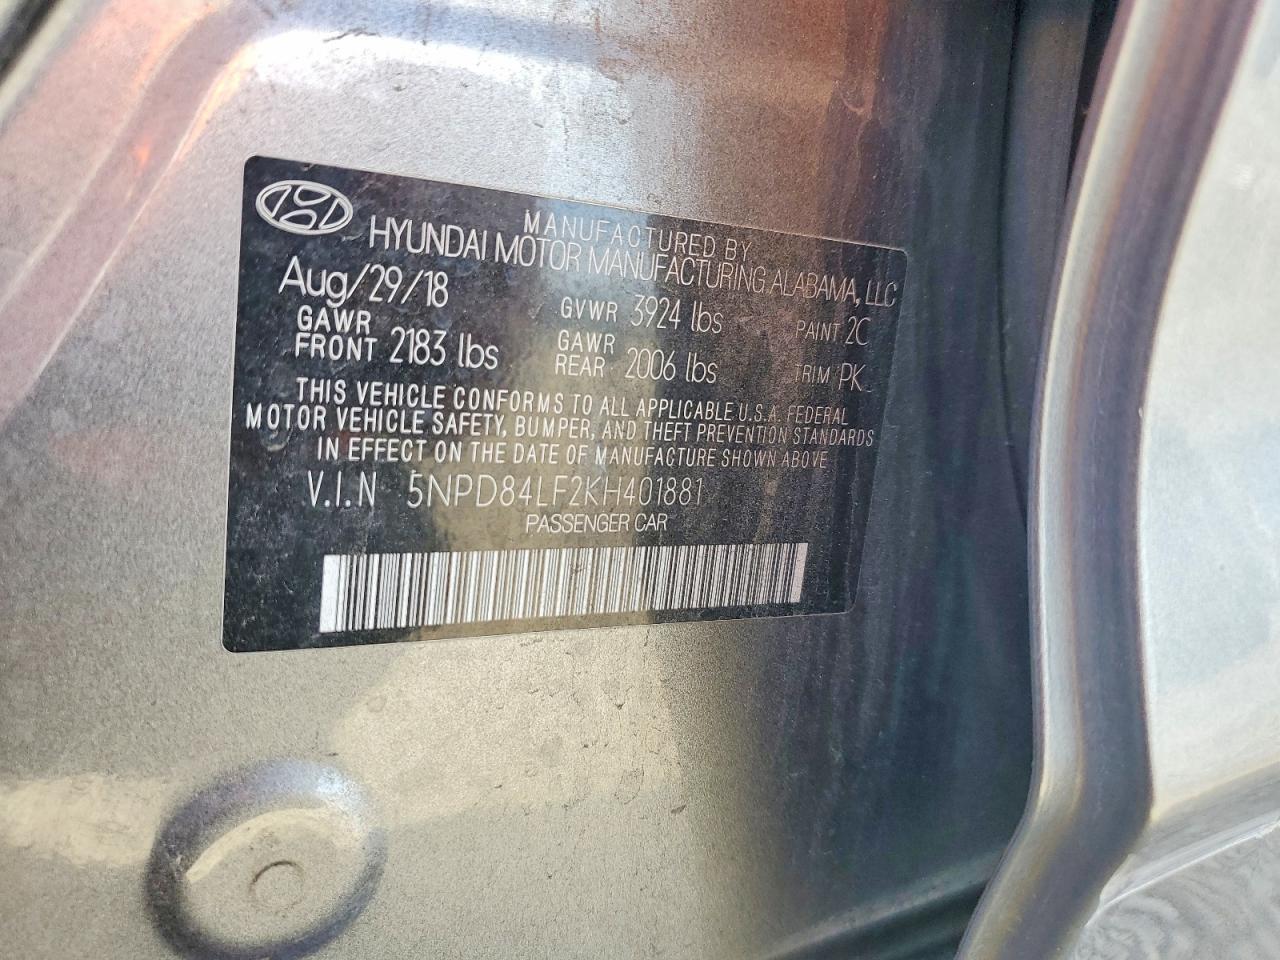 MANUFACTURED BY
HYUNDAI MOTOR MANUFACTURING ALABAMA, LLC
Aug/29/18 GVWR 3924 lbs PAINT 2C
GAWR FRONT 2183 lbs GAWR REAR 2006 lbs TRIM PK
THIS VEHICLE CONFORMS TO ALL APPLICABLE U.S.A. FEDERAL
MOTOR VEHICLE SAFETY, BUMPER, AND THEFT PREVENTION STANDARDS
IN EFFECT ON THE DATE OF MANUFACTURE SHOWN ABOVE
V.I.N 5NPD84LF2KH401881
PASSENGER CAR